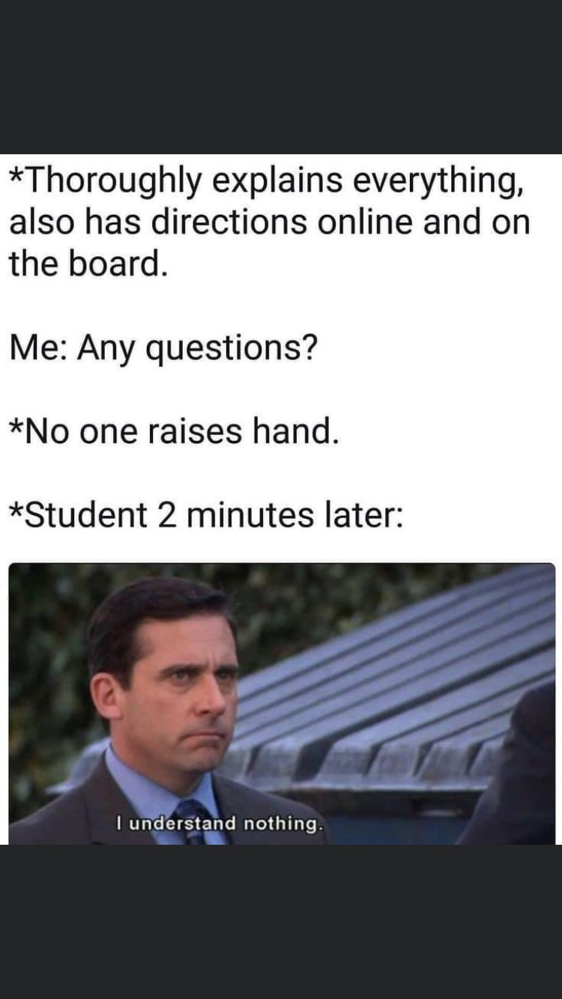 *Thoroughly explains everything,
also has directions online and on
the board.
Me: Any questions?
*No one raises hand.
*Student 2 minutes later:
I understand nothing.